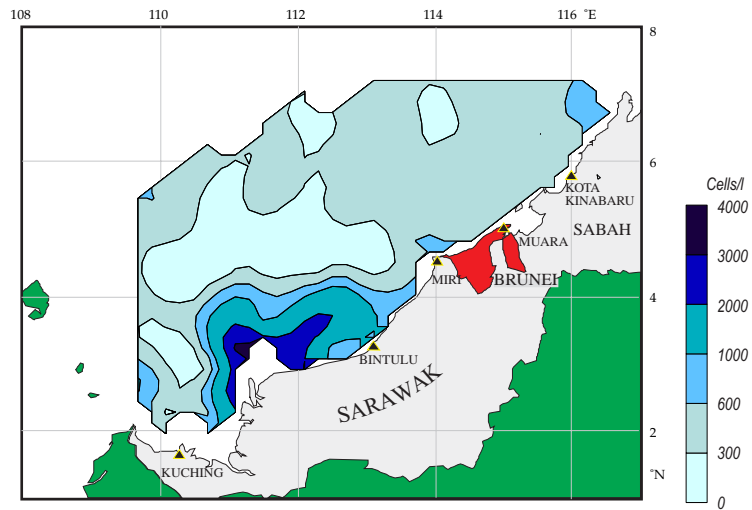 108 110 112 114 116 °E
8
6
KOTA
KINABARU
SABAH
MUARA
MIRI
BRUNEI
4
BINTULU
SARAWAK
2
KUCHING
°N
Cells/l
4000
3000
2000
1000
600
300
0